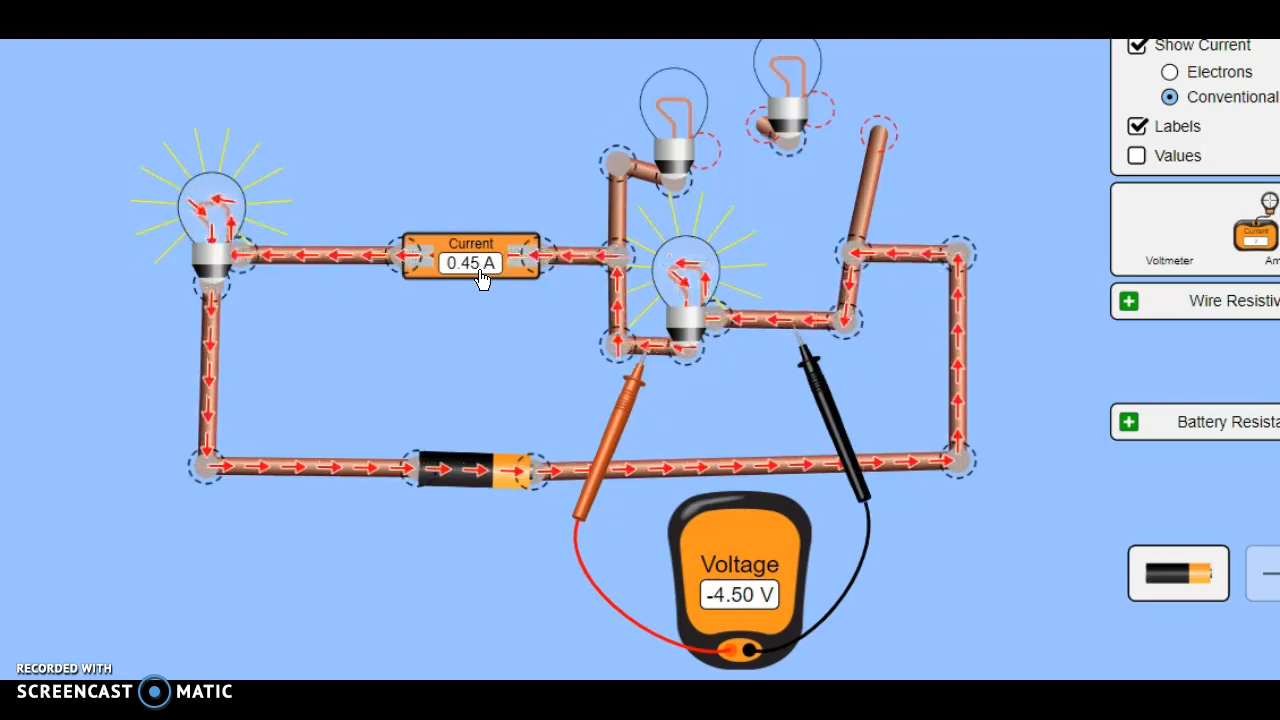 Show Current
Electrons
Conventional
Labels
Values
Current
0.45 A
Current
?
Voltmeter
Am
Wire Resistiv
Battery Resista
Voltage
-4.50 V
RECORDED WITH
SCREENCAST MATIC